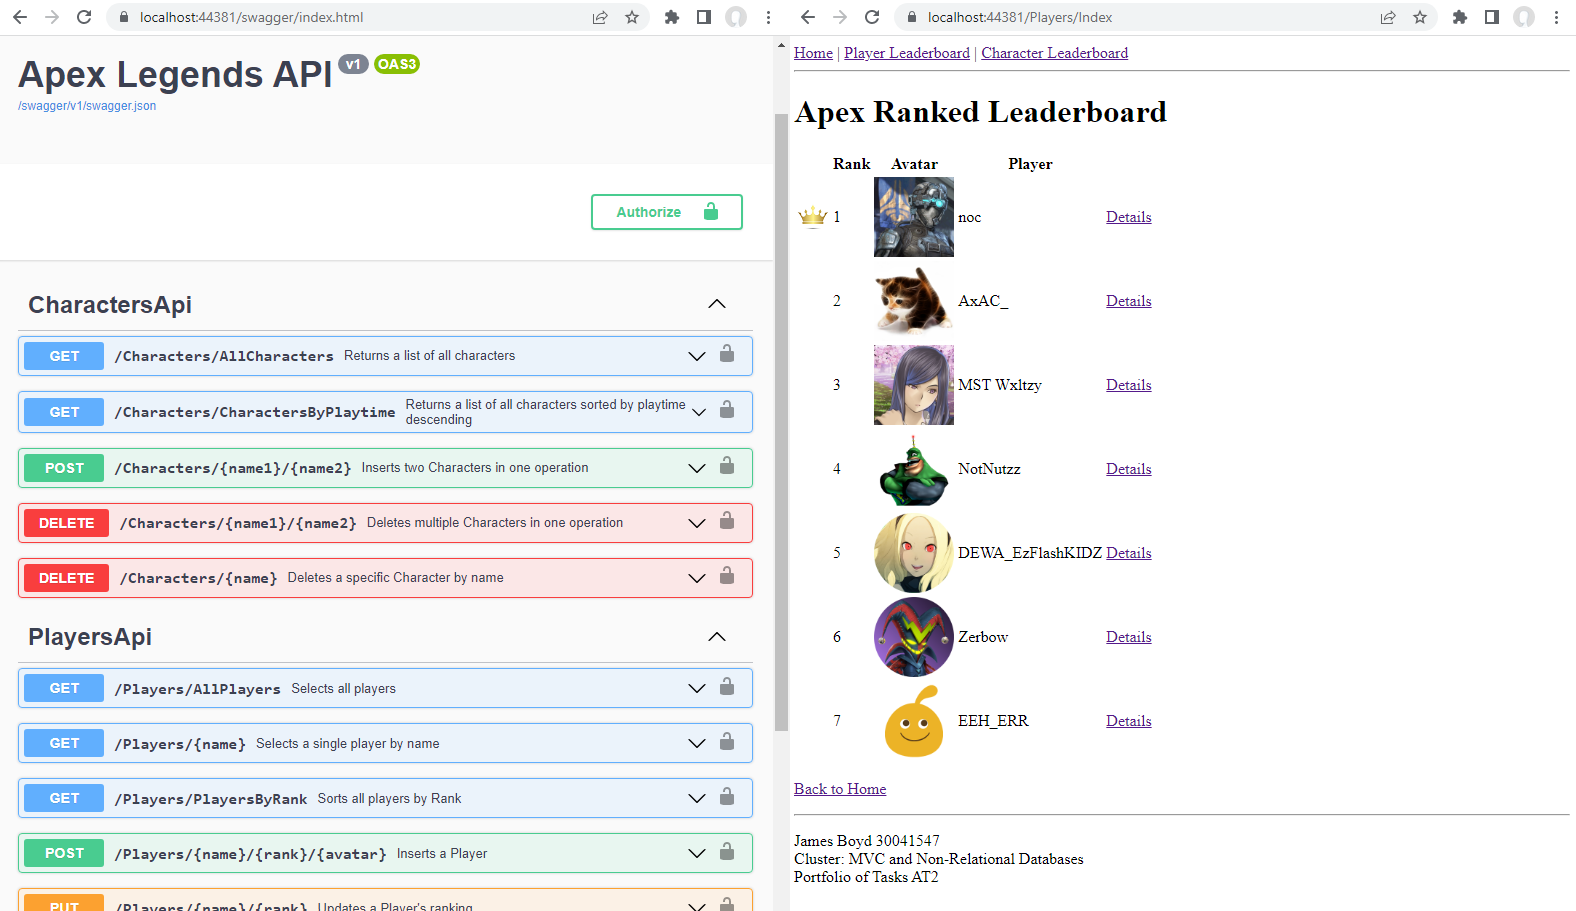 localhost:44381/swagger/index.html
Apex Legends API v1 OAS3
/swagger/v1/swagger.json
Authorize
CharactersApi
GET /Characters/AllCharacters Returns a list of all characters
GET /Characters/CharactersByPlaytime Returns a list of all characters sorted by playtime
descending
POST /Characters/{name1}/{name2} Inserts two Characters in one operation
DELETE /Characters/{name1}/{name2} Deletes multiple Characters in one operation
DELETE /Characters/{name} Deletes a specific Character by name
PlayersApi
GET /Players/AllPlayers Selects all players
GET /Players/{name} Selects a single player by name
GET /Players/PlayersByRank Sorts all players by Rank
POST /Players/{name}/{rank}/{avatar} Inserts a Player
PUT /Players/{name}/{rank} Updates a Player's ranking
localhost:44381/Players/Index
Home | Player Leaderboard | Character Leaderboard
Apex Ranked Leaderboard
Rank Avatar Player
1 noc Details
2 AxAC_ Details
3 MST Wxltzy Details
4 NotNutzz Details
5 DEWA_EzFlashKIDZ Details
6 Zerbow Details
7 EEH_ERR Details
Back to Home
James Boyd 30041547
Cluster: MVC and Non-Relational Databases
Portfolio of Tasks AT2